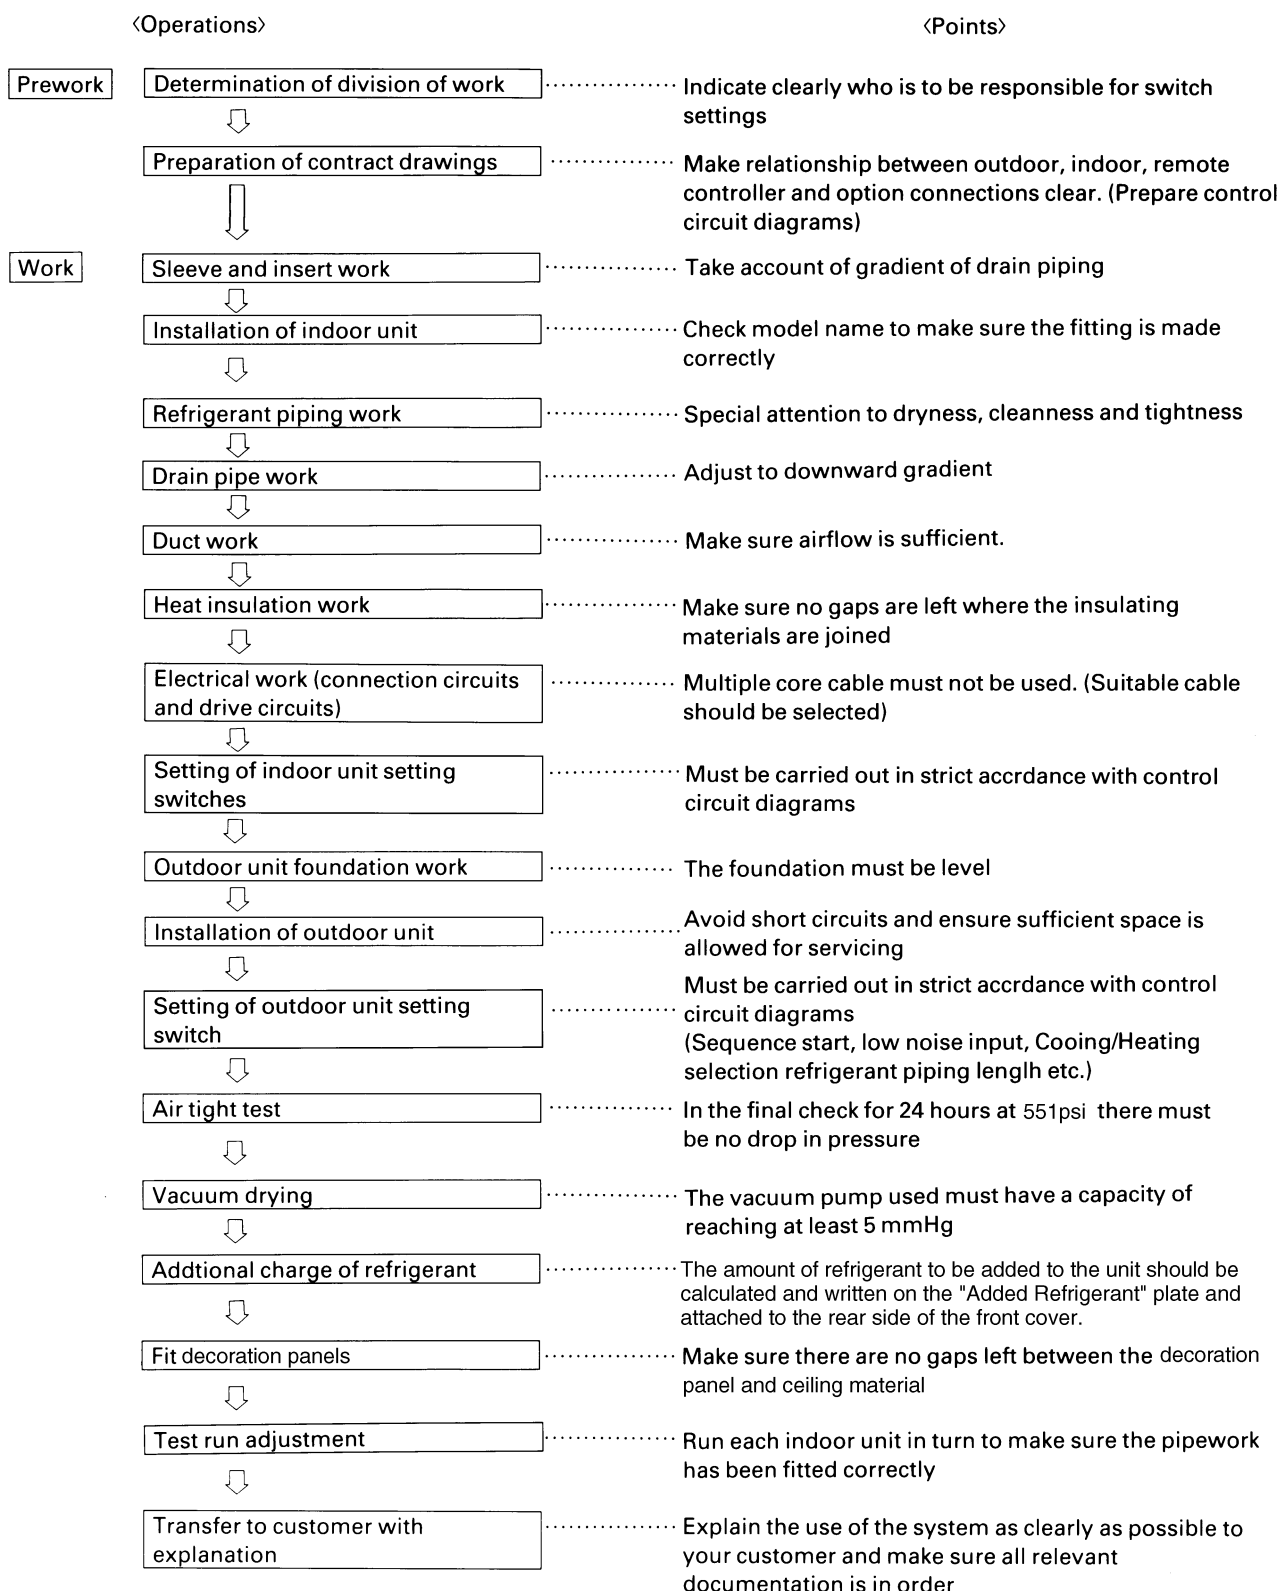 〈Operations〉 〈Points〉
Prework Determination of division of work ················ Indicate clearly who is to be responsible for switch
settings
Preparation of contract drawings ··············· Make relationship between outdoor, indoor, remote
controller and option connections clear. (Prepare control
circuit diagrams)
Work Sleeve and insert work ················ Take account of gradient of drain piping
Installation of indoor unit ················ Check model name to make sure the fitting is made
correctly
Refrigerant piping work ················ Special attention to dryness, cleanness and tightness
Drain pipe work ················ Adjust to downward gradient
Duct work ················ Make sure airflow is sufficient.
Heat insulation work ················ Make sure no gaps are left where the insulating
materials are joined
Electrical work (connection circuits ··············· Multiple core cable must not be used. (Suitable cable
and drive circuits) should be selected)
Setting of indoor unit setting ················ Must be carried out in strict accrdance with control
switches circuit diagrams
Outdoor unit foundation work ··············· The foundation must be level
Installation of outdoor unit ················ Avoid short circuits and ensure sufficient space is
allowed for servicing
Must be carried out in strict accrdance with control
Setting of outdoor unit setting ··············· circuit diagrams
switch (Sequence start, low noise input, Cooing/Heating
selection refrigerant piping lenglh etc.)
Air tight test ··············· In the final check for 24 hours at 551psi there must
be no drop in pressure
Vacuum drying ················ The vacuum pump used must have a capacity of
reaching at least 5 mmHg
Addtional charge of refrigerant ················ The amount of refrigerant to be added to the unit should be
calculated and written on the "Added Refrigerant" plate and
attached to the rear side of the front cover.
Fit decoration panels ················ Make sure there are no gaps left between the decoration
panel and ceiling material
Test run adjustment ················ Run each indoor unit in turn to make sure the pipework
has been fitted correctly
Transfer to customer with ················ Explain the use of the system as clearly as possible to
explanation your customer and make sure all relevant
documentation is in order